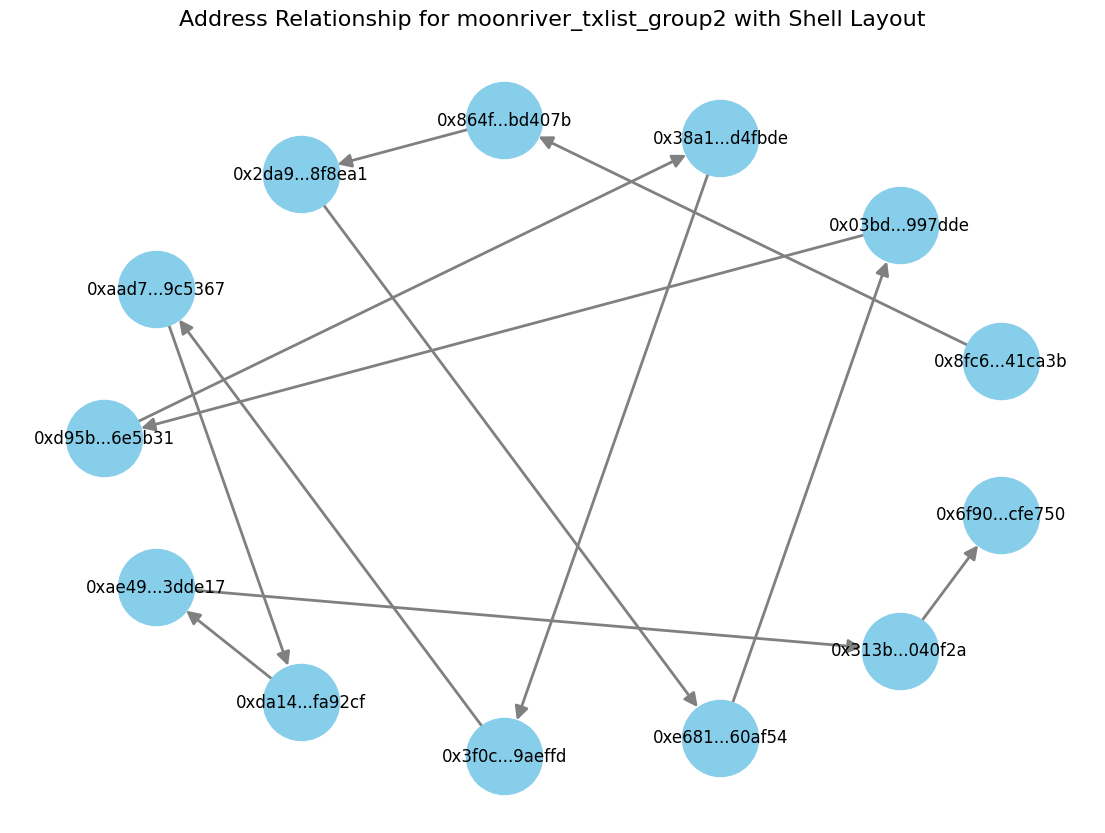 Address Relationship for moonriver_txlist_group2 with Shell Layout
0x864f...bd407b
0x38a1...d4fbde
0x2da9...8f8ea1
0x03bd...997dde
0xaad7...9c5367
0x8fc6...41ca3b
0xd95b...6e5b31
0x6f90...cfe750
0xae49...3dde17
0x313b...040f2a
0xda14...fa92cf
0xe681...60af54
0x3f0c...9aeffd